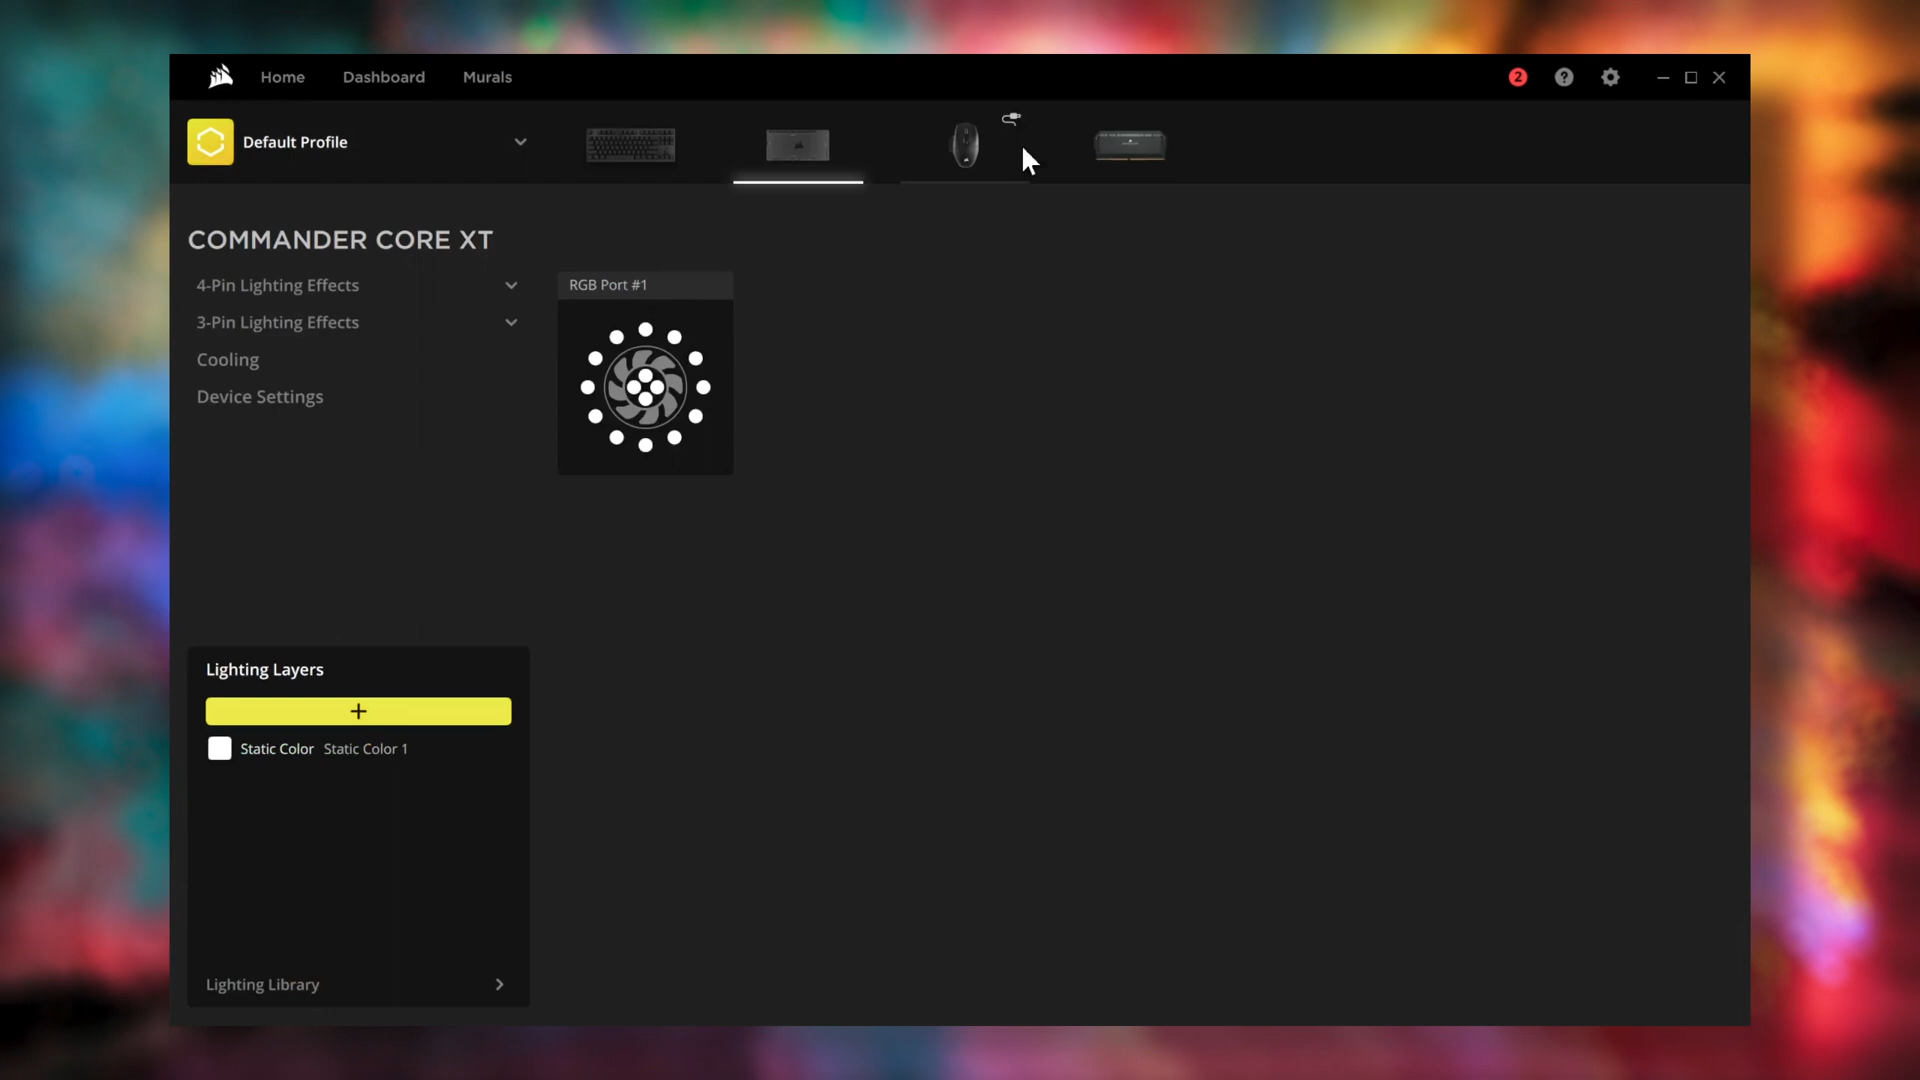 Home
Dashboard
Murals
2
?
Default Profile
COMMANDER CORE XT
4-Pin Lighting Effects
3-Pin Lighting Effects
Cooling
Device Settings
RGB Port #1
Lighting Layers
+
Static Color Static Color 1
Lighting Library